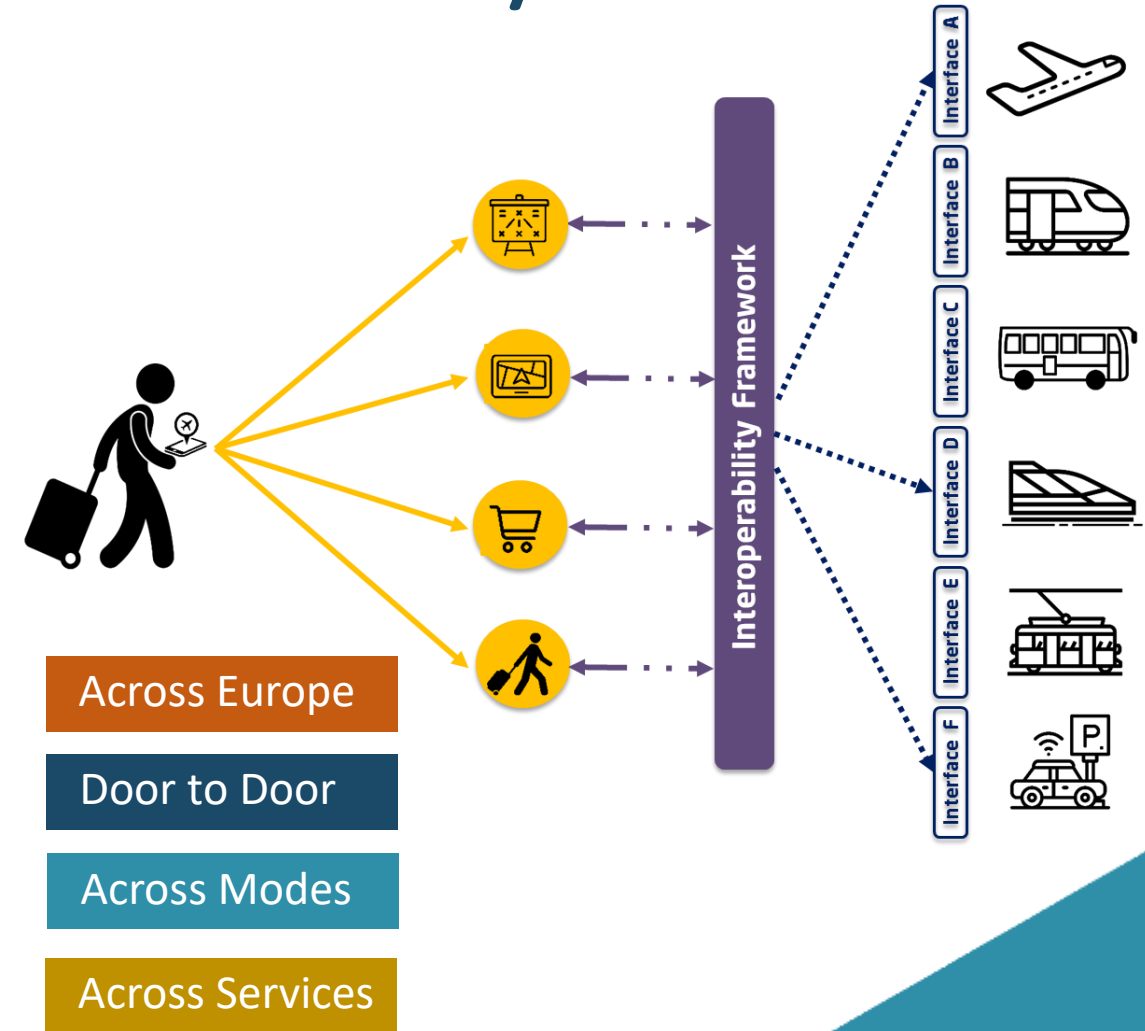 Interface A
Interface B
Interface C
Interface D
Interface E
Interface F
Interoperability Framework
P
Across Europe
Door to Door
Across Modes
Across Services